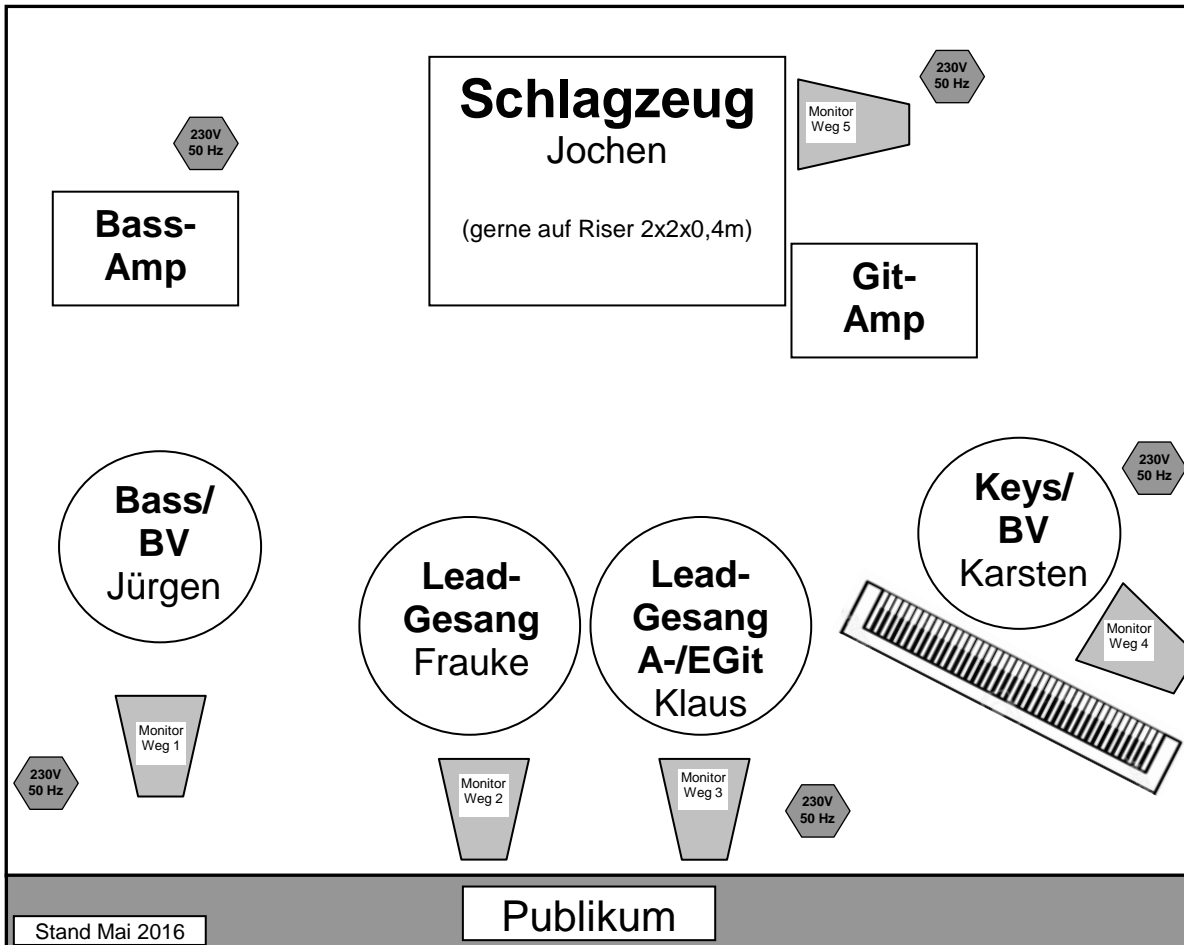 Schlagzeug
Jochen
(gerne auf Riser 2x2x0,4m)
Monitor
Weg 5
230V
50 Hz
230V
50 Hz
Bass-
Amp
Git-
Amp
Bass/
BV
Jürgen
Lead-
Gesang
Frauke
Lead-
Gesang
A-/EGit
Klaus
Keys/
BV
Karsten
230V
50 Hz
Monitor
Weg 4
Monitor
Weg 1
230V
50 Hz
Monitor
Weg 2
Monitor
Weg 3
230V
50 Hz
Publikum
Stand Mai 2016